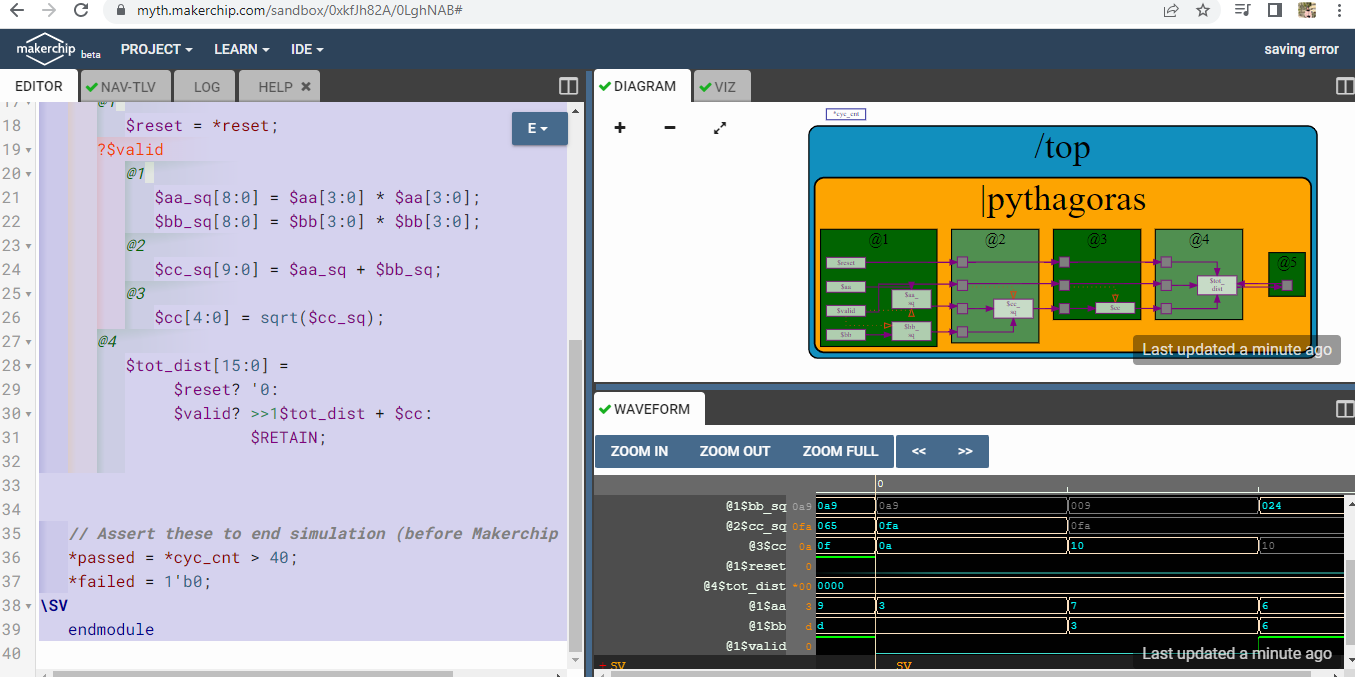 myth.makerchip.com/sandbox/0xkfJh82A/0LghNAB#
makerchip beta PROJECT LEARN IDE saving error
EDITOR NAV-TLV LOG HELP
18 $reset = *reset;
19 ?$valid
20 @1
21 $aa_sq[8:0] = $aa[3:0] * $aa[3:0];
22 $bb_sq[8:0] = $bb[3:0] * $bb[3:0];
23 @2
24 $cc_sq[9:0] = $aa_sq + $bb_sq;
25 @3
26 $cc[4:0] = sqrt($cc_sq);
27 @4
28 $tot_dist[15:0] =
29 $reset? '0:
30 $valid? >>1$tot_dist + $cc:
31 $RETAIN;
32
33
34
35 // Assert these to end simulation (before Makerchip
36 *passed = *cyc_cnt > 40;
37 *failed = 1'b0;
38 \SV
39 endmodule
40
E
DIAGRAM VIZ
+ −
*cyc_cnt
/top
|pythagoras
@1 @2 @3 @4 @5
$reset
$aa
$valid
$bb
$aa_
sq
$bb_
sq
$cc_
sq
$cc
$tot_
dist
Last updated a minute ago
WAVEFORM
ZOOM IN ZOOM OUT ZOOM FULL << >>
0
@1$bb_sq 0a9 0a9 0a9 009 024
@2$cc_sq 0fa 065 0fa 0fa
@3$cc 0a 0f 0a 10 10
@1$reset 0
@4$tot_dist *00 0000
@1$aa 3 9 3 7 6
@1$bb d d 3 6
@1$valid 0
+ SV SV
Last updated a minute ago